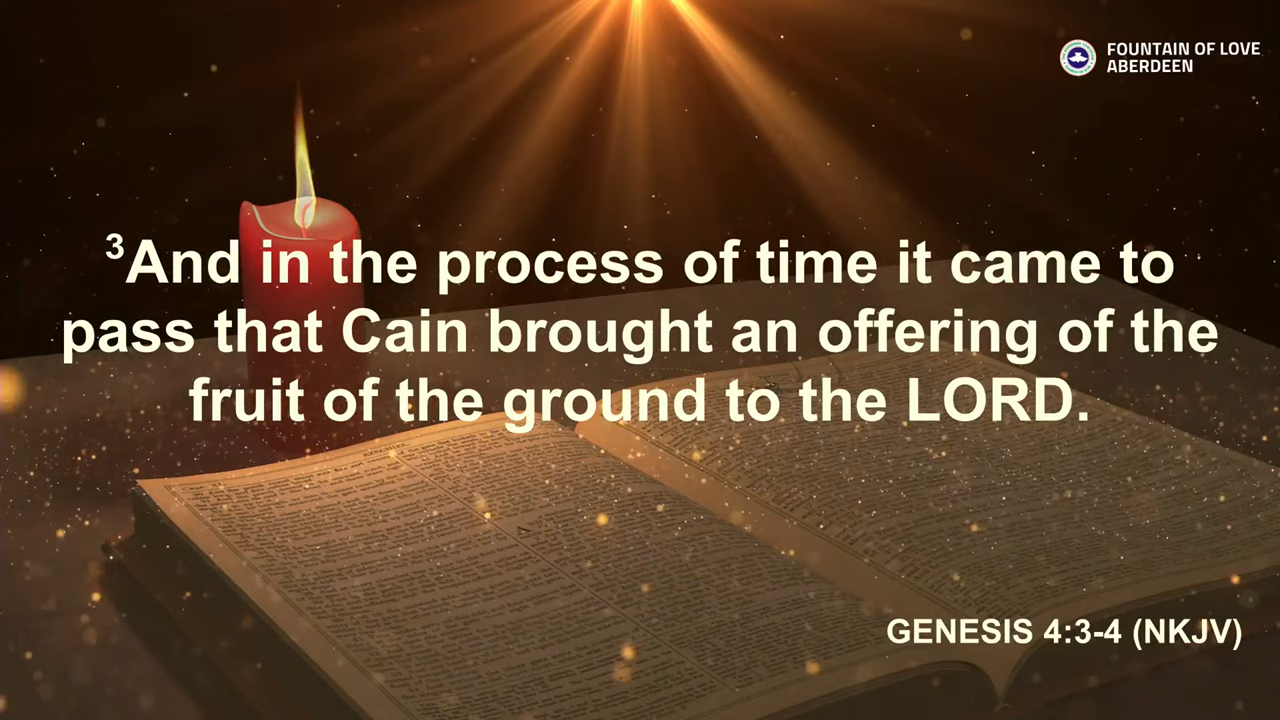 FOUNTAIN OF LOVE
ABERDEEN
3And in the process of time it came to
pass that Cain brought an offering of the
fruit of the ground to the LORD.
GENESIS 4:3-4 (NKJV)